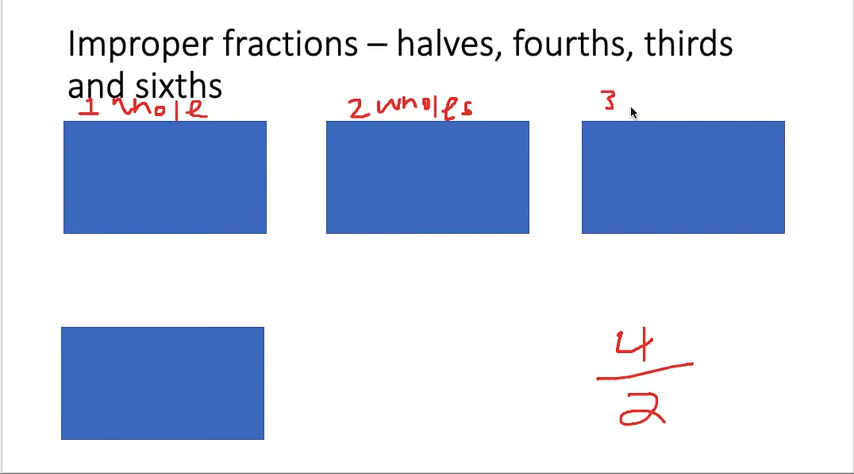 Improper fractions – halves, fourths, thirds
and sixths
1 whole 2 wholes 3
4
2